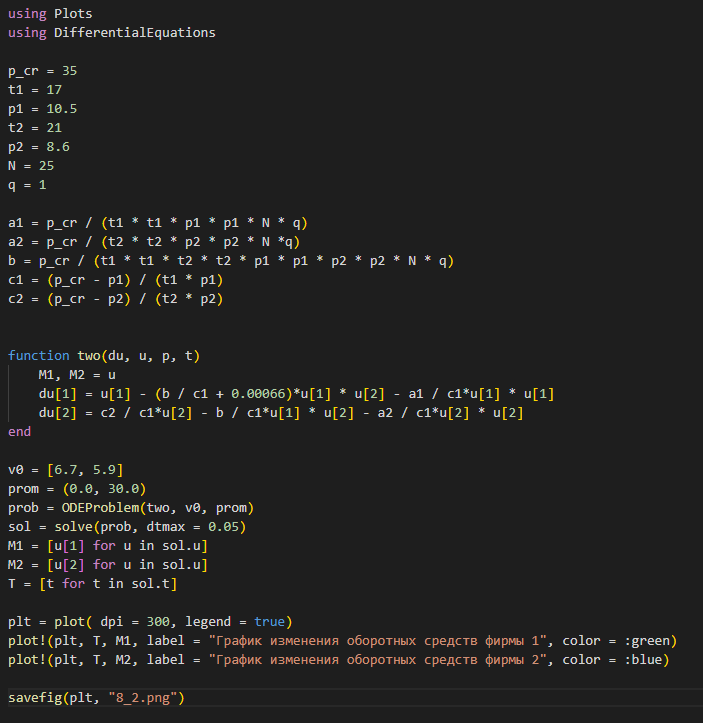 using Plots
using DifferentialEquations
p_cr = 35
t1 = 17
p1 = 10.5
t2 = 21
p2 = 8.6
N = 25
q = 1
a1 = p_cr / (t1 * t1 * p1 * p1 * N * q)
a2 = p_cr / (t2 * t2 * p2 * p2 * N *q)
b = p_cr / (t1 * t1 * t2 * t2 * p1 * p1 * p2 * p2 * N * q)
c1 = (p_cr - p1) / (t1 * p1)
c2 = (p_cr - p2) / (t2 * p2)
function two(du, u, p, t)
    M1, M2 = u
    du[1] = u[1] - (b / c1 + 0.00066)*u[1] * u[2] - a1 / c1*u[1] * u[1]
    du[2] = c2 / c1*u[2] - b / c1*u[1] * u[2] - a2 / c1*u[2] * u[2]
end
v0 = [6.7, 5.9]
prom = (0.0, 30.0)
prob = ODEProblem(two, v0, prom)
sol = solve(prob, dtmax = 0.05)
M1 = [u[1] for u in sol.u]
M2 = [u[2] for u in sol.u]
T = [t for t in sol.t]
plt = plot( dpi = 300, legend = true)
plot!(plt, T, M1, label = "График изменения оборотных средств фирмы 1", color = :green)
plot!(plt, T, M2, label = "График изменения оборотных средств фирмы 2", color = :blue)
savefig(plt, "8_2.png")